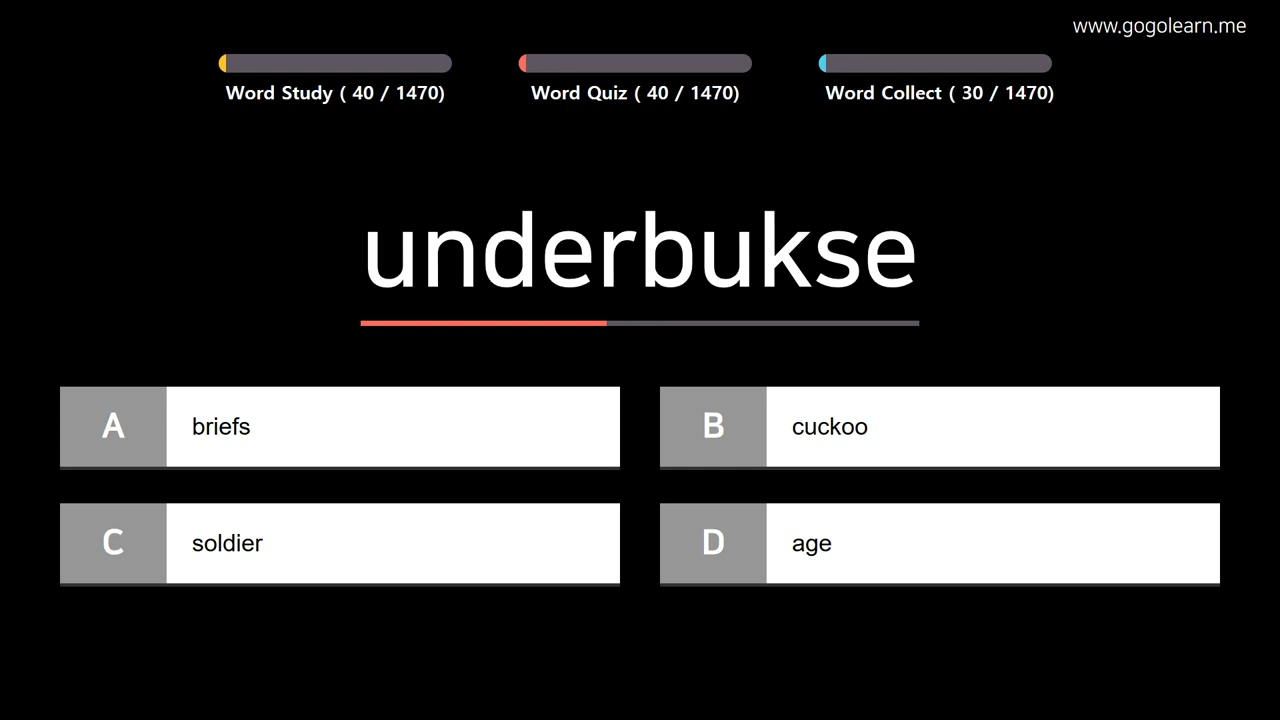 www.gogolearn.me
Word Study ( 40 / 1470)
Word Quiz ( 40 / 1470)
Word Collect ( 30 / 1470)
underbukse
A briefs
B cuckoo
C soldier
D age